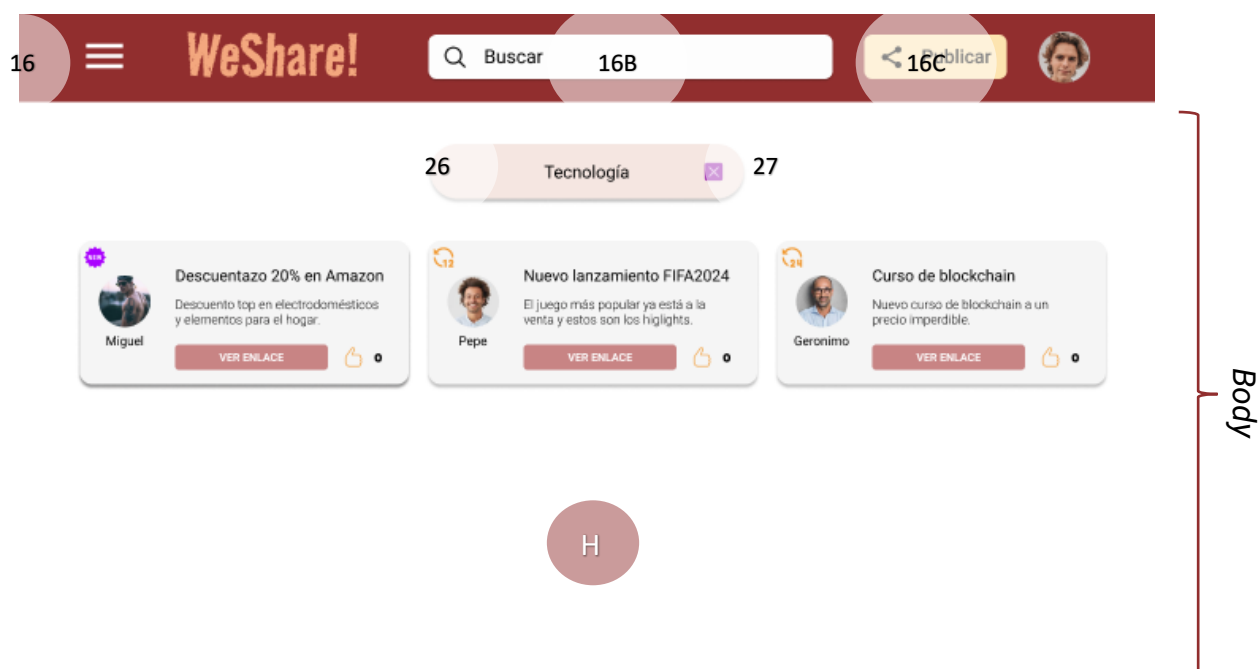 16
WeShare!
Buscar
16B
16C
Publicar
26
Tecnología
27
NEW
Descuentazo 20% en Amazon
Descuento top en electrodomésticos
y elementos para el hogar.
Miguel
VER ENLACE
0
12
Nuevo lanzamiento FIFA2024
El juego más popular ya está a la
venta y estos son los higlights.
Pepe
VER ENLACE
0
24
Curso de blockchain
Nuevo curso de blockchain a un
precio imperdible.
Geronimo
VER ENLACE
0
Body
H